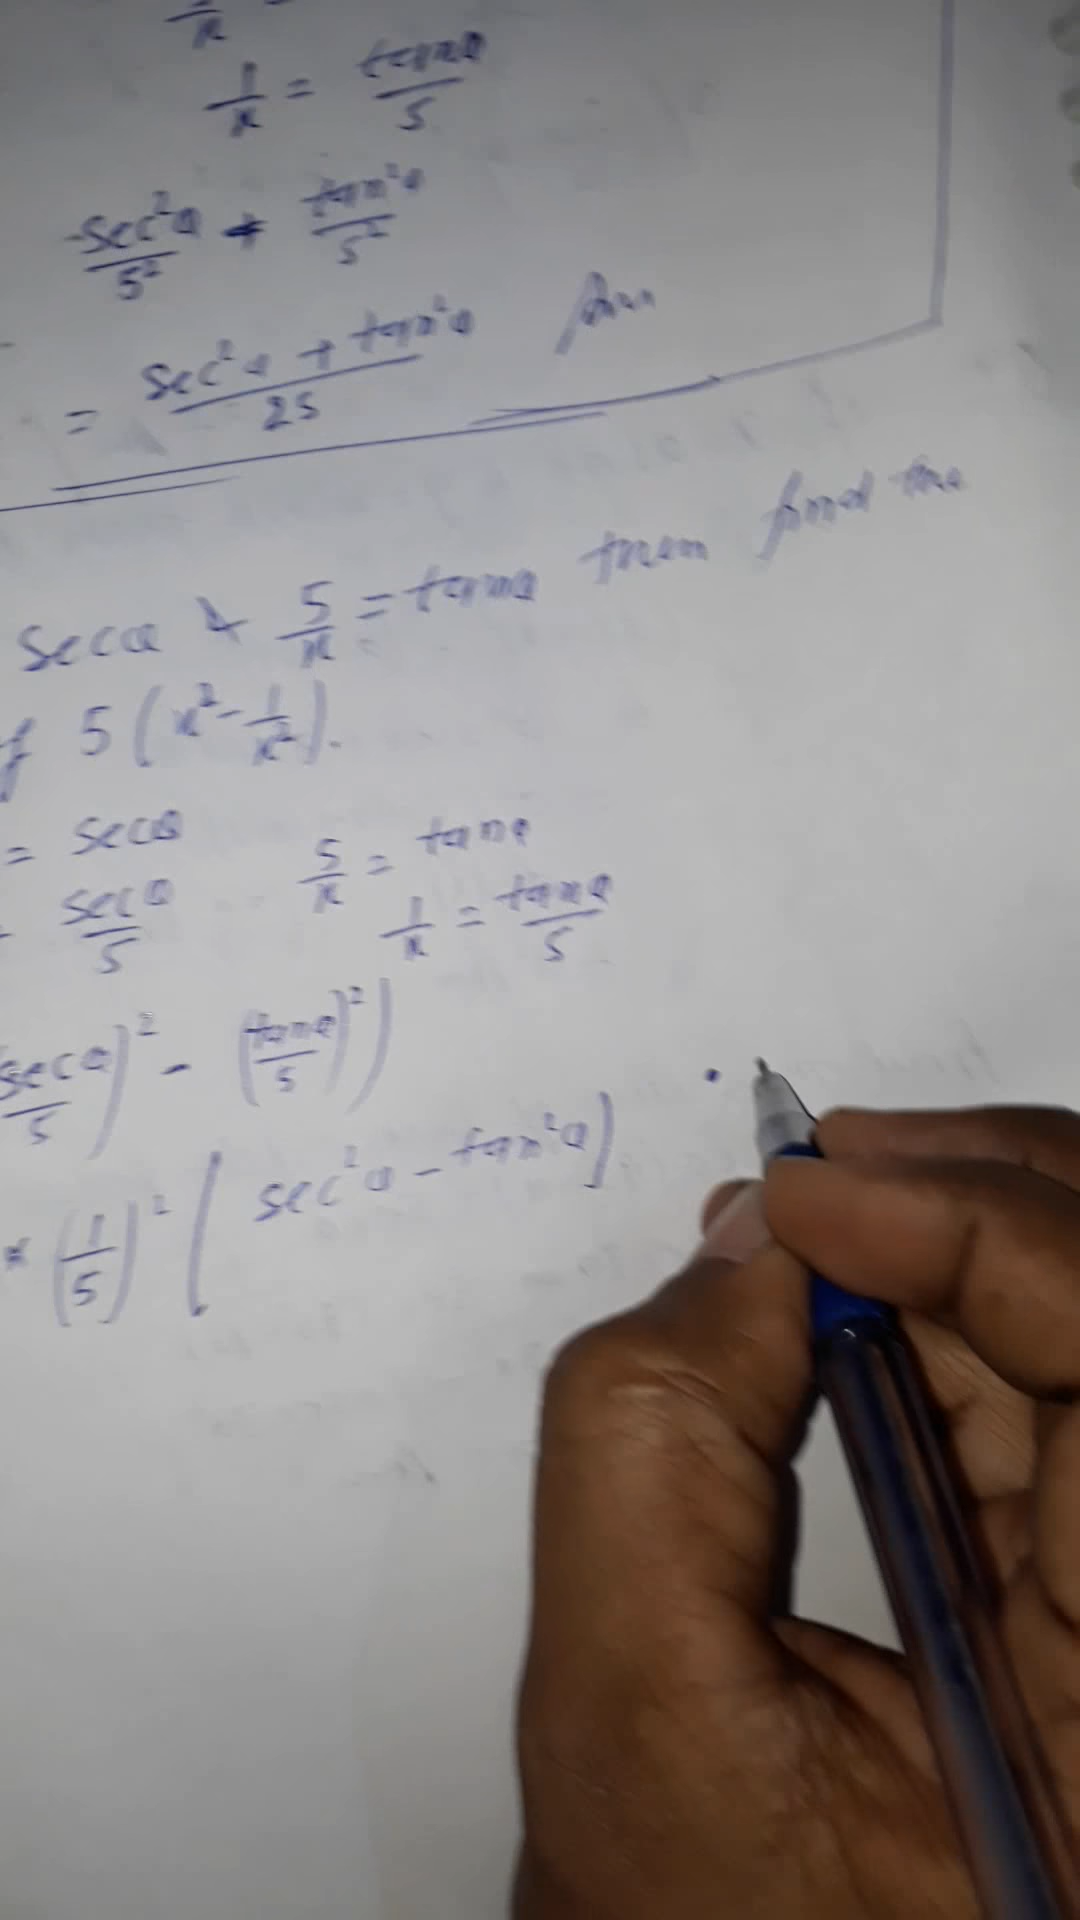 1/x = tanθ/5
sec²θ/5² + tan²θ/5²
= sec²θ + tan²θ/25
secθ & 5/x = tanθ then find the
of 5(x² - 1/x²).
= secθ 5/x = tanθ
secθ/5 1/x = tanθ/5
secθ/5)² - (tanθ/5)²)
× (1/5)² [sec²θ - tan²θ]